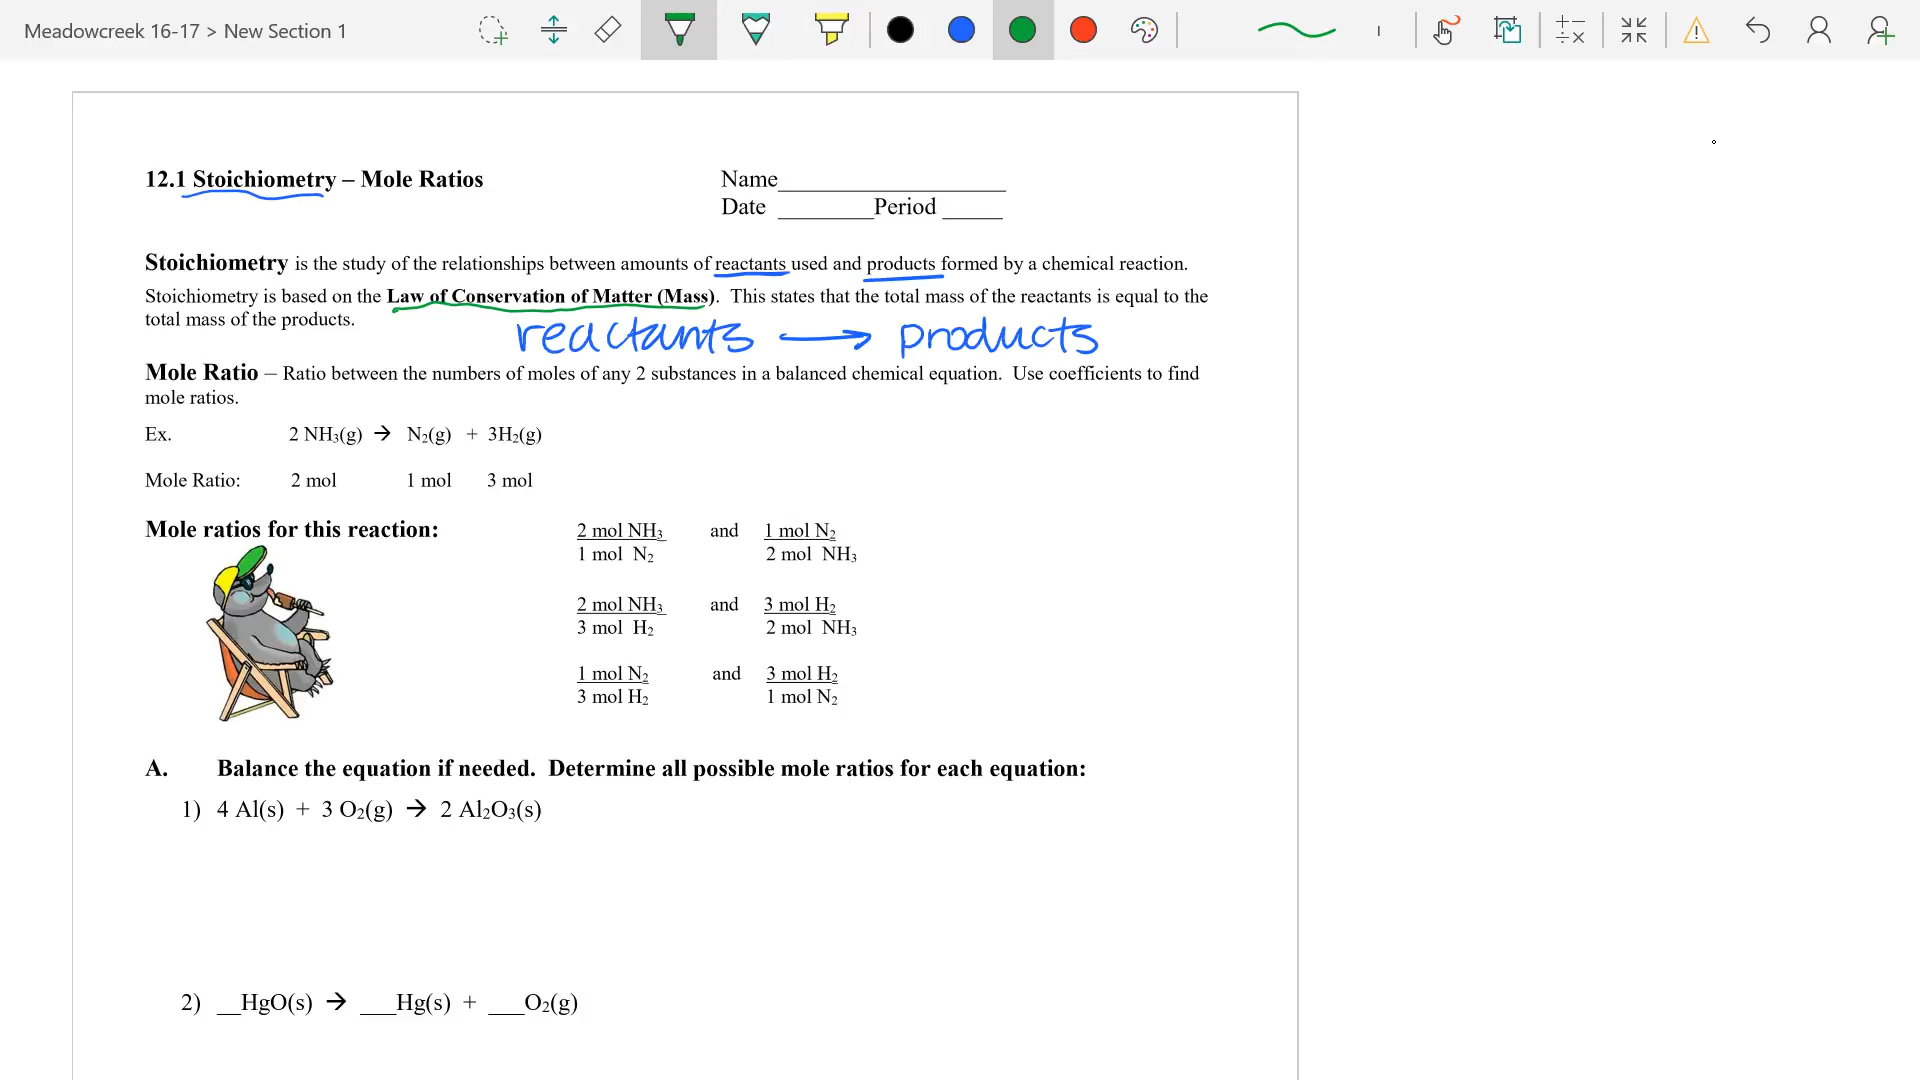 Meadowcreek 16-17 > New Section 1
12.1 Stoichiometry – Mole Ratios Name___________________
Date ________Period _____
Stoichiometry is the study of the relationships between amounts of reactants used and products formed by a chemical reaction.
Stoichiometry is based on the Law of Conservation of Matter (Mass). This states that the total mass of the reactants is equal to the
total mass of the products.
reactants → products
Mole Ratio – Ratio between the numbers of moles of any 2 substances in a balanced chemical equation. Use coefficients to find
mole ratios.
Ex. 2 NH₃(g) → N₂(g) + 3H₂(g)
Mole Ratio: 2 mol 1 mol 3 mol
Mole ratios for this reaction: 2 mol NH₃ and 1 mol N₂
1 mol N₂ 2 mol NH₃
2 mol NH₃ and 3 mol H₂
3 mol H₂ 2 mol NH₃
1 mol N₂ and 3 mol H₂
3 mol H₂ 1 mol N₂
A. Balance the equation if needed. Determine all possible mole ratios for each equation:
1) 4 Al(s) + 3 O₂(g) → 2 Al₂O₃(s)
2) __HgO(s) → ___Hg(s) + ___O₂(g)